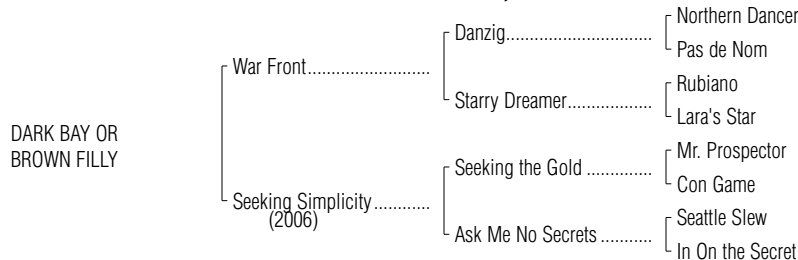 Northern Dancer
Danzig
Pas de Nom
War Front
Rubiano
Starry Dreamer
Lara's Star
DARK BAY OR
BROWN FILLY
Mr. Prospector
Seeking the Gold
Con Game
Seeking Simplicity
(2006)
Seattle Slew
Ask Me No Secrets
In On the Secret